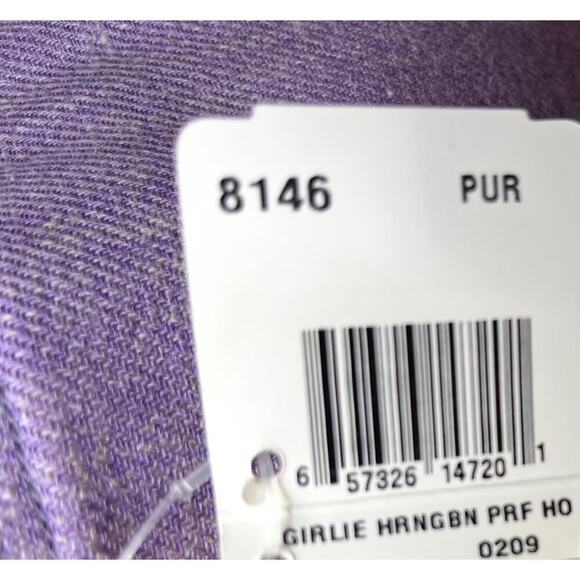 8146 PUR
6 57326 14720 1
GIRLIE HRNGBN PRF HO
0209